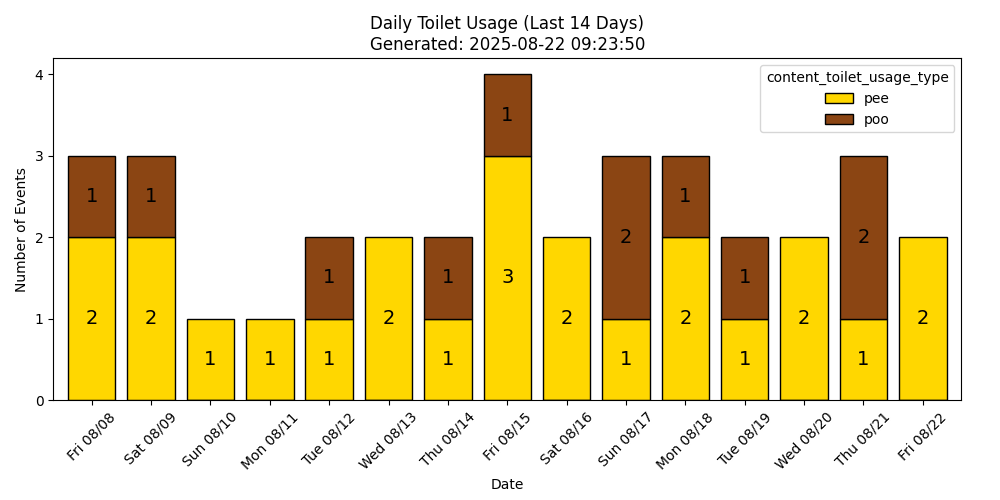 Daily Toilet Usage (Last 14 Days)
Generated: 2025-08-22 09:23:50
content_toilet_usage_type
pee
poo
Number of Events
4
3
2
1
0
2
1
2
1
1
1
1
1
2
1
1
3
1
2
1
2
2
1
1
1
2
1
2
2
Fri 08/08
Sat 08/09
Sun 08/10
Mon 08/11
Tue 08/12
Wed 08/13
Thu 08/14
Fri 08/15
Sat 08/16
Sun 08/17
Mon 08/18
Tue 08/19
Wed 08/20
Thu 08/21
Fri 08/22
Date